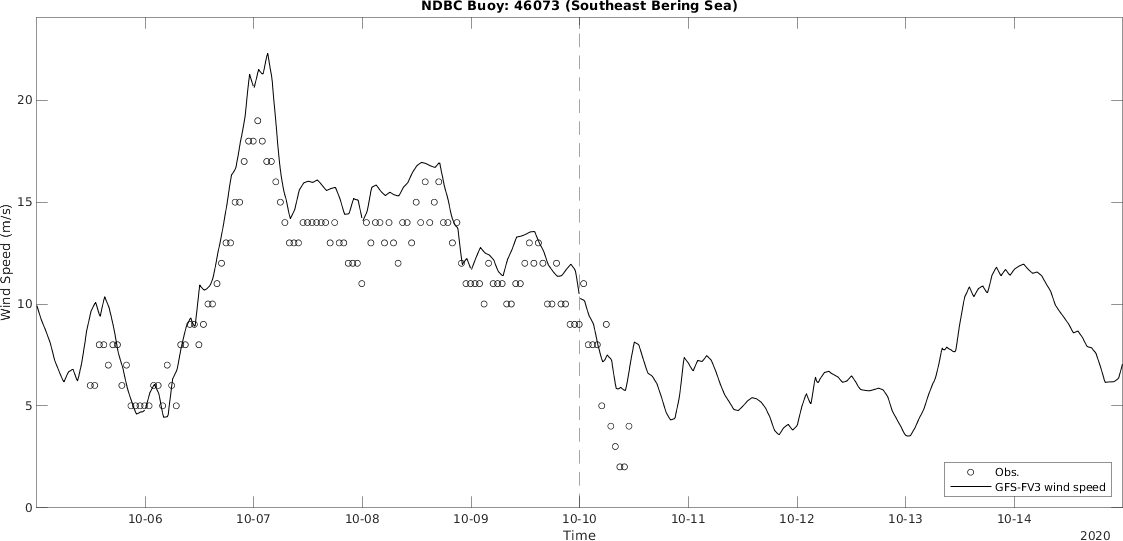 NDBC Buoy: 46073 (Southeast Bering Sea)
Wind Speed (m/s)
20
15
10
5
0
10-06 10-07 10-08 10-09 10-10 10-11 10-12 10-13 10-14
Time
2020
Obs.
GFS-FV3 wind speed